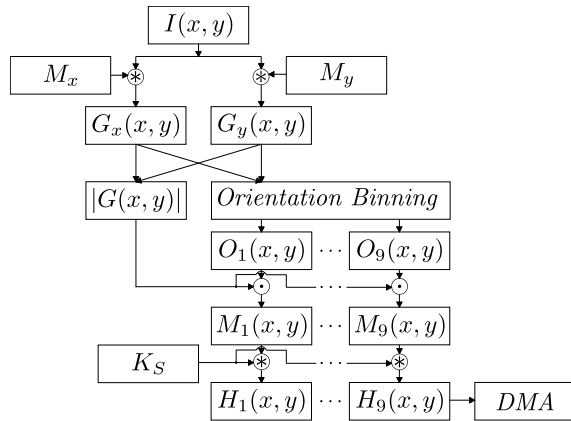 I(x, y)
M_x ⊛ ⊛ M_y
G_x(x, y) G_y(x, y)
|G(x, y)| Orientation Binning
O_1(x, y) ··· O_9(x, y)
⊙ ··· ⊙
M_1(x, y) ··· M_9(x, y)
K_S ⊛ ··· ⊛
H_1(x, y) ··· H_9(x, y) DMA